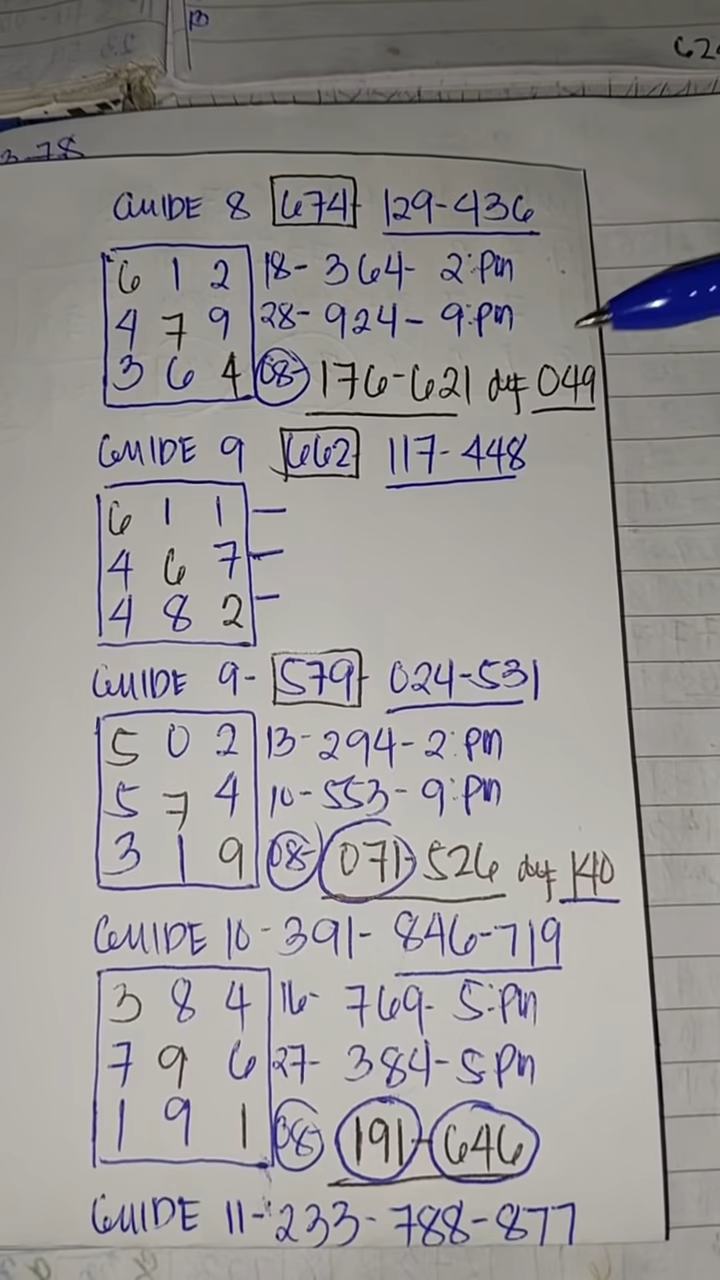 62
3-78
GUIDE 8 674 129-436
6 1 2 18- 364- 2:pm
4 7 9 28- 924- 9:pm
3 6 4 08- 176-621 def 049
GUIDE 9 662 117-448
6 1 1 -
4 6 7 -
4 8 2 -
GUIDE 9- 579- 024-531
5 0 2 13-294-2:pm
5 7 4 10-553-9:pm
3 1 9 08- 071-526 def 140
GUIDE 10-391-846-719
3 8 4 16- 769- 5:pm
7 9 6 27- 384-5pm
1 9 1 08- 191-646
GUIDE 11-233-788-877